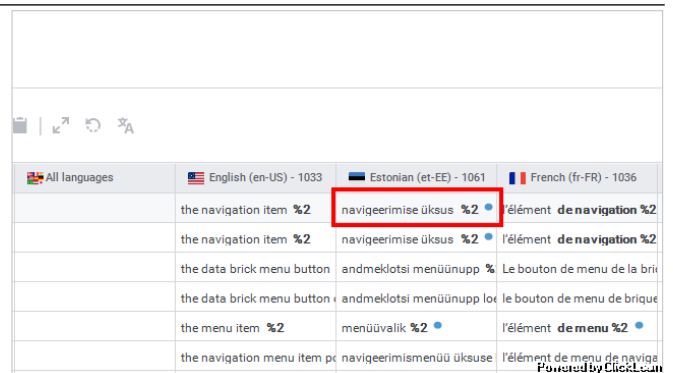 All languages English (en-US) - 1033 Estonian (et-EE) - 1061 French (fr-FR) - 1036
the navigation item %2 navigeerimise üksus %2 l'élément de navigation %2
the navigation item %2 navigeerimise üksus %2 l'élément de navigation %2
the data brick menu button andmeklotsi menüünupp % Le bouton de menu de la
the data brick menu button andmeklotsi menüünupp le bouton de menu de brique
the menu item %2 menüüvalik %2 l'élément de menu %2
the navigation menu item navigeerimismenüü üksuse l'élément de menu de
Powered by ClickLearn